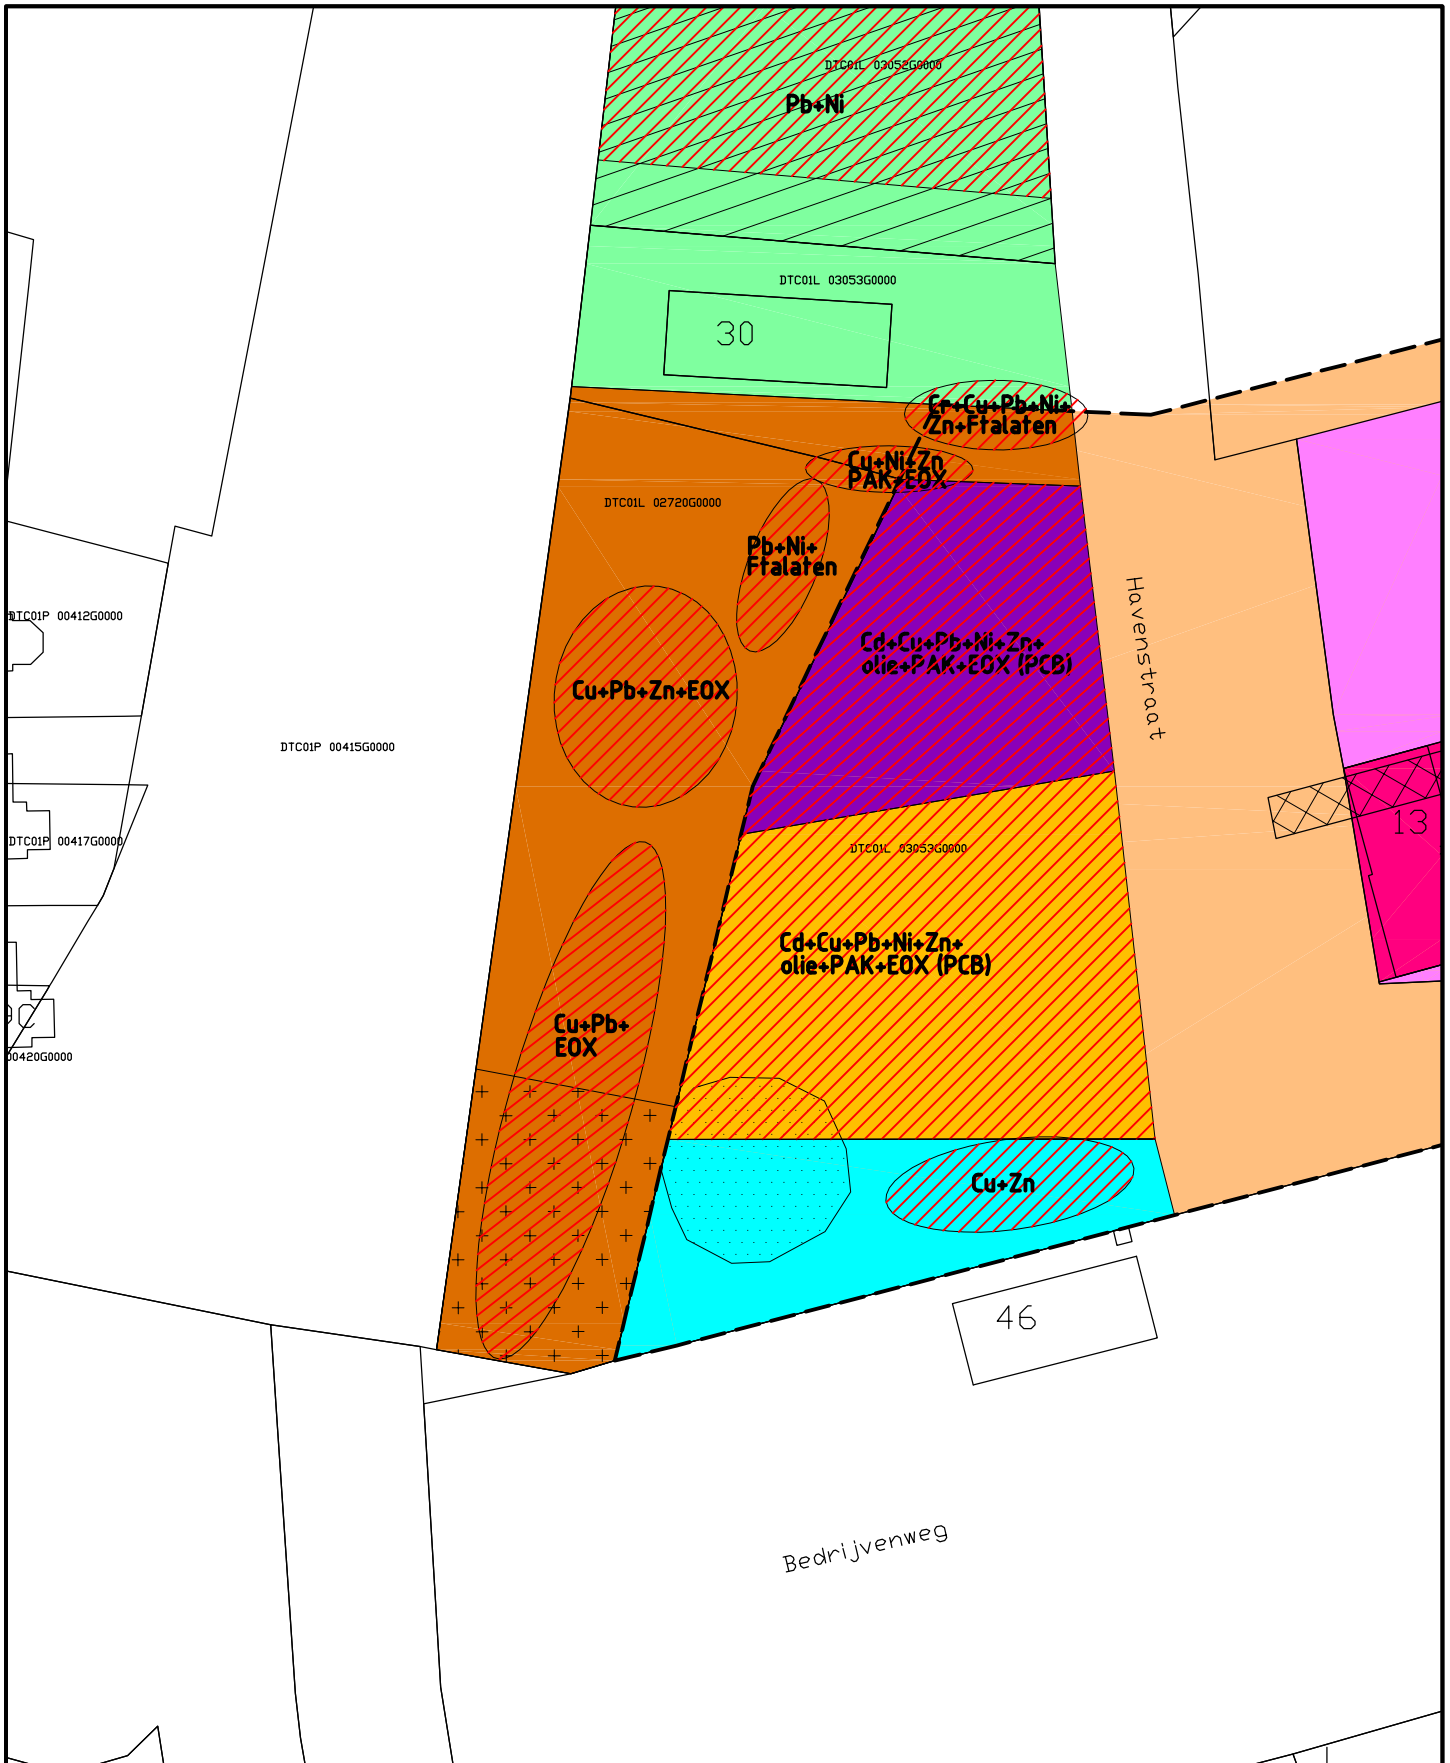 DTC01L 03052G0000
Pb+Ni
DTC01L 03053G0000
30
Cr+Cu+Pb+Ni+
Zn+Ftalaten
Cu+Ni+Zn
PAK+EOX
DTC01L 02720G0000
Pb+Ni+
Ftalaten
Havenstraat
DTC01P 00412G0000
Cd+Cu+Pb+Ni+Zn+
olie+PAK+EOX (PCB)
Cu+Pb+Zn+EOX
DTC01P 00415G0000
13
DTC01P 00417G0000
DTC01L 03053G0000
Cd+Cu+Pb+Ni+Zn+
olie+PAK+EOX (PCB)
Cu+Pb+
EOX
00420G0000
Cu+Zn
46
Bedrijvenweg